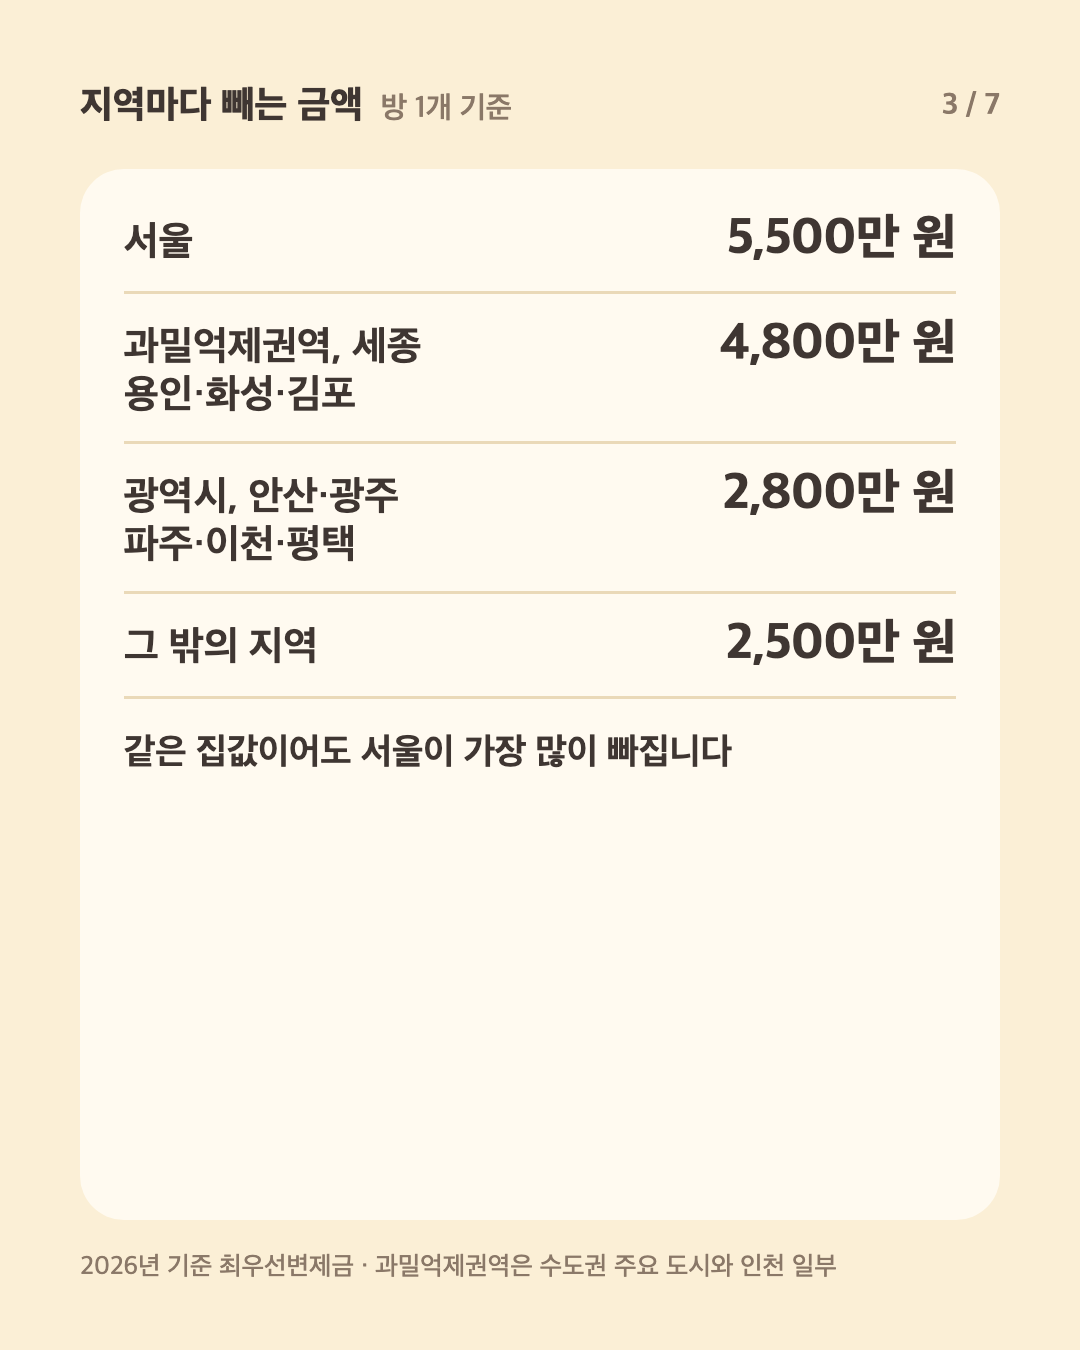 지역마다 빼는 금액 방 1개 기준 3 / 7
서울 5,500만 원
과밀억제권역, 세종 4,800만 원
용인·화성·김포
광역시, 안산·광주 2,800만 원
파주·이천·평택
그 밖의 지역 2,500만 원
같은 집값이어도 서울이 가장 많이 빠집니다
2026년 기준 최우선변제금 · 과밀억제권역은 수도권 주요 도시와 인천 일부